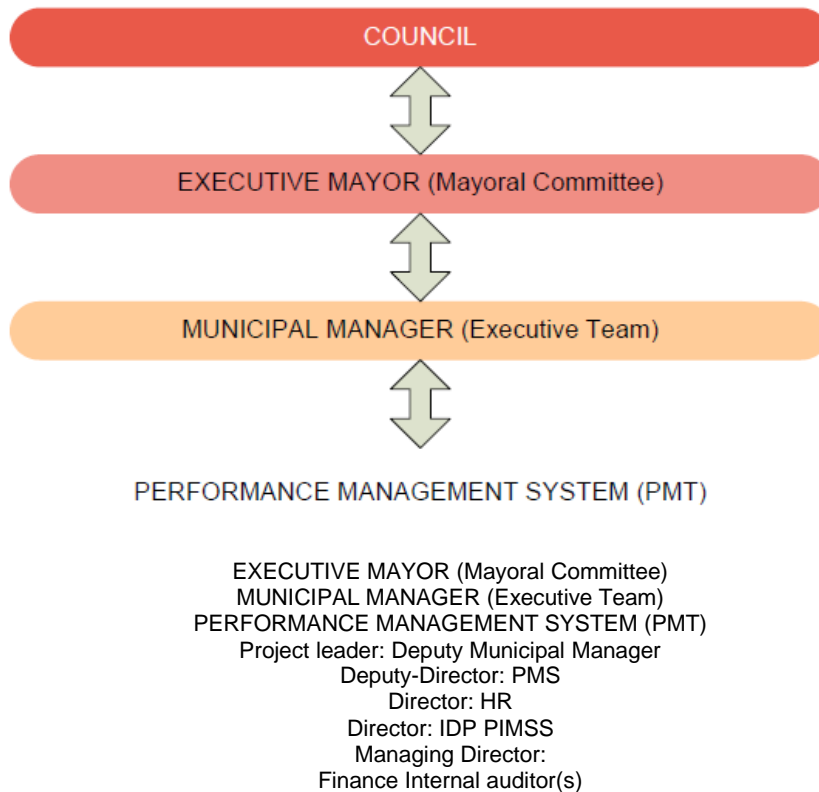 COUNCIL
EXECUTIVE MAYOR (Mayoral Committee)
MUNICIPAL MANAGER (Executive Team)
PERFORMANCE MANAGEMENT SYSTEM (PMT)
EXECUTIVE MAYOR (Mayoral Committee)
MUNICIPAL MANAGER (Executive Team)
PERFORMANCE MANAGEMENT SYSTEM (PMT)
Project leader: Deputy Municipal Manager
Deputy-Director: PMS
Director: HR
Director: IDP PIMSS
Managing Director:
Finance Internal auditor(s)